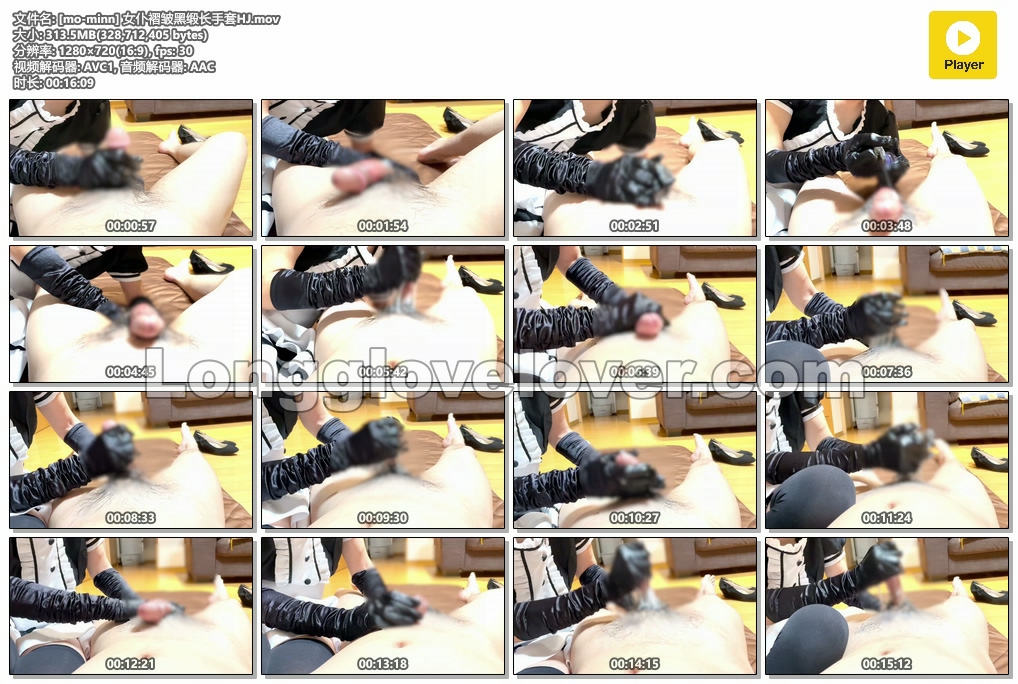 文件名: [mo-minn] 女仆褶皱黑缎长手套HJ.mov
大小: 313.5MB(328,712,405 bytes)
分辨率: 1280×720(16:9), fps: 30
视频解码器: AVC1, 音频解码器: AAC
时长: 00:16:09
Player
00:00:57
00:01:54
00:02:51
00:03:48
00:04:45
00:05:42
00:06:39
00:07:36
Longglovelover.com
00:08:33
00:09:30
00:10:27
00:11:24
00:12:21
00:13:18
00:14:15
00:15:12